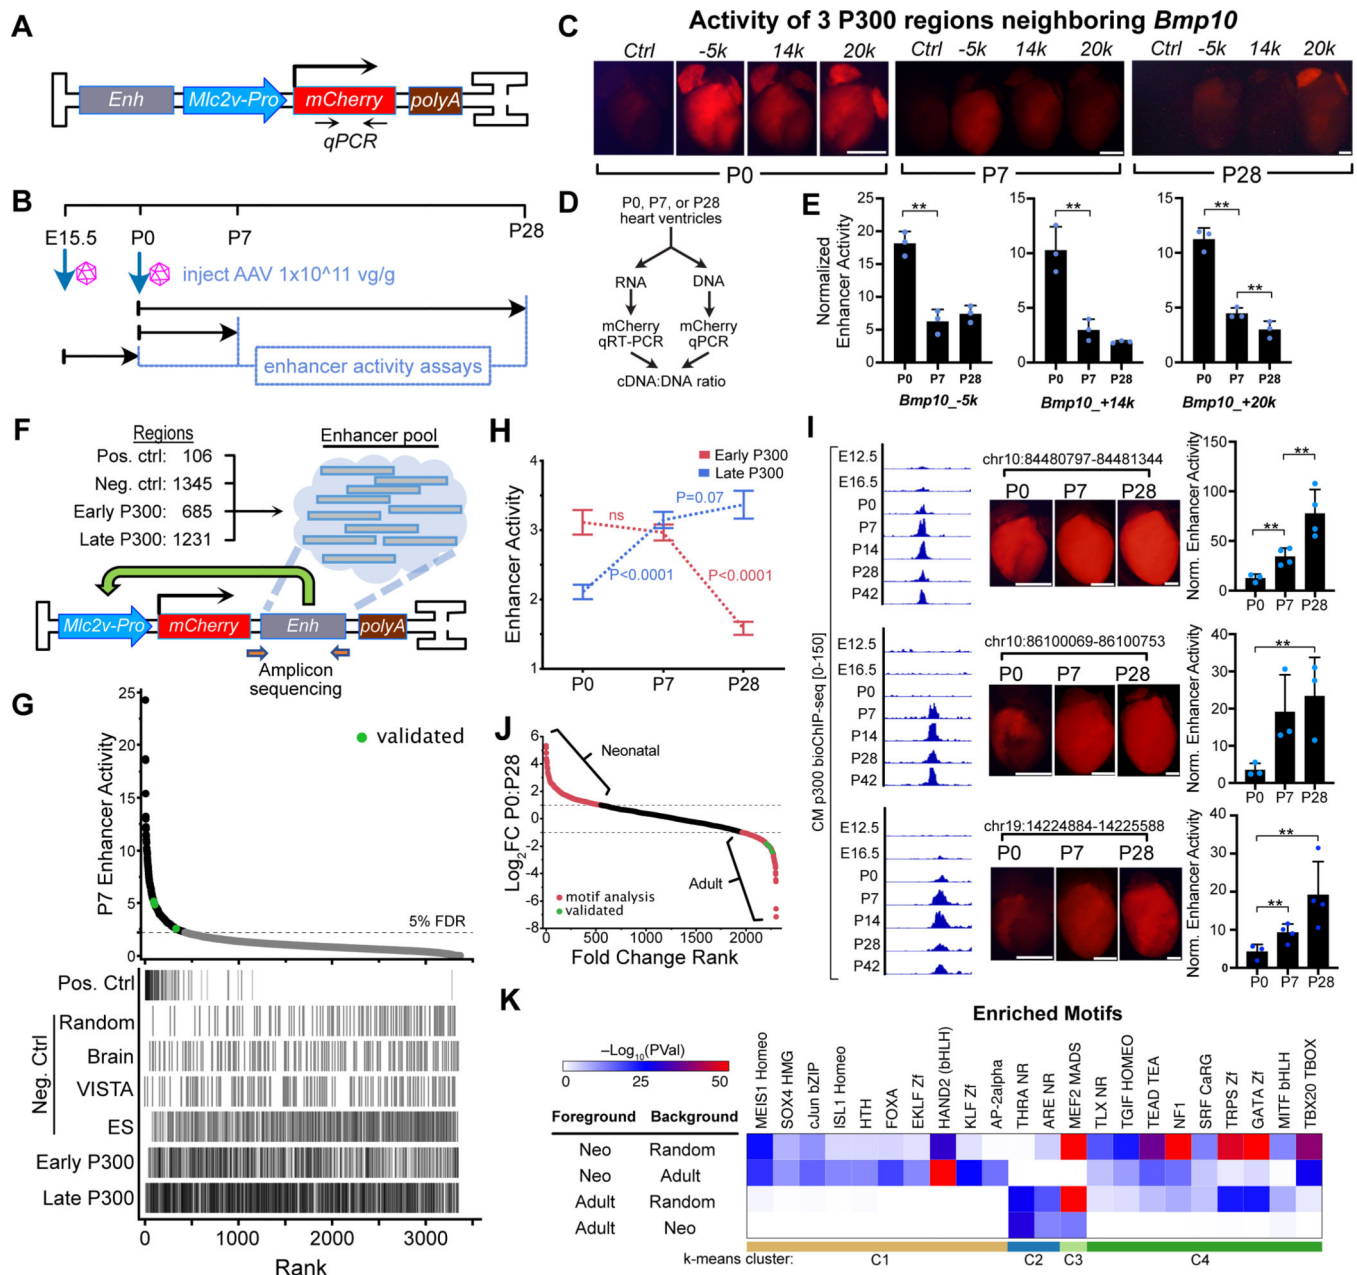 A
Enh
Mlc2v-Pro
mCherry
polyA
qPCR
B
E15.5
P0
P7
P28
inject AAV 1x10^11 vg/g
enhancer activity assays
C
Activity of 3 P300 regions neighboring Bmp10
Ctrl -5k 14k 20k
Ctrl -5k 14k 20k
Ctrl -5k 14k 20k
P0
P7
P28
D
P0, P7, or P28
heart ventricles
RNA
DNA
mCherry
qRT-PCR
mCherry
qPCR
cDNA:DNA ratio
E
Normalized
Enhancer Activity
25
20
15
10
5
0
**
P0 P7 P28
Bmp10_-5k
15
10
5
0
**
P0 P7 P28
Bmp10_+14k
15
10
5
0
**
**
P0 P7 P28
Bmp10_+20k
F
Regions
Pos. ctrl: 106
Neg. ctrl: 1345
Early P300: 685
Late P300: 1231
Enhancer pool
Mlc2v-Pro
mCherry
Enh
polyA
Amplicon
sequencing
G
P7 Enhancer Activity
25
20
15
10
5
0
validated
5% FDR
Pos. Ctrl
Neg. Ctrl
Random
Brain
VISTA
ES
Early P300
Late P300
0 1000 2000 3000
Rank
H
Enhancer Activity
4
3
2
1
Early P300
Late P300
ns
P=0.07
P<0.0001
P<0.0001
P0 P7 P28
I
CM p300 bioChIP-seq [0-150]
E12.5
E16.5
P0
P7
P14
P28
P42
chr10:84480797-84481344
P0 P7 P28
Norm. Enhancer Activity
150
100
50
0
**
**
P0 P7 P28
E12.5
E16.5
P0
P7
P14
P28
P42
chr10:86100069-86100753
P0 P7 P28
Norm. Enhancer Activity
40
30
20
10
0
**
P0 P7 P28
E12.5
E16.5
P0
P7
P14
P28
P42
chr19:14224884-14225588
P0 P7 P28
Norm. Enhancer Activity
40
30
20
10
0
**
**
P0 P7 P28
J
Log2FC P0:P28
6
4
2
0
-2
-4
-6
-8
Neonatal
Adult
motif analysis
validated
0 500 1000 1500 2000
Fold Change Rank
K
Enriched Motifs
–Log10(PVal)
0 25 50
Foreground Background
MEIS1 Homeo
SOX4 HMG
cJun bZIP
ISL1 Homeo
HTH
FOXA
EKLF Zf
HAND2 (bHLH)
KLF Zf
AP-2alpha
THRA NR
ARE NR
MEF2 MADS
TLX NR
TGIF HOMEO
TEAD TEA
NF1
SRF CaRG
TRPS Zf
GATA Zf
MITF bHLH
TBX20 TBOX
Neo Random
Neo Adult
Adult Random
Adult Neo
k-means cluster: C1 C2 C3 C4